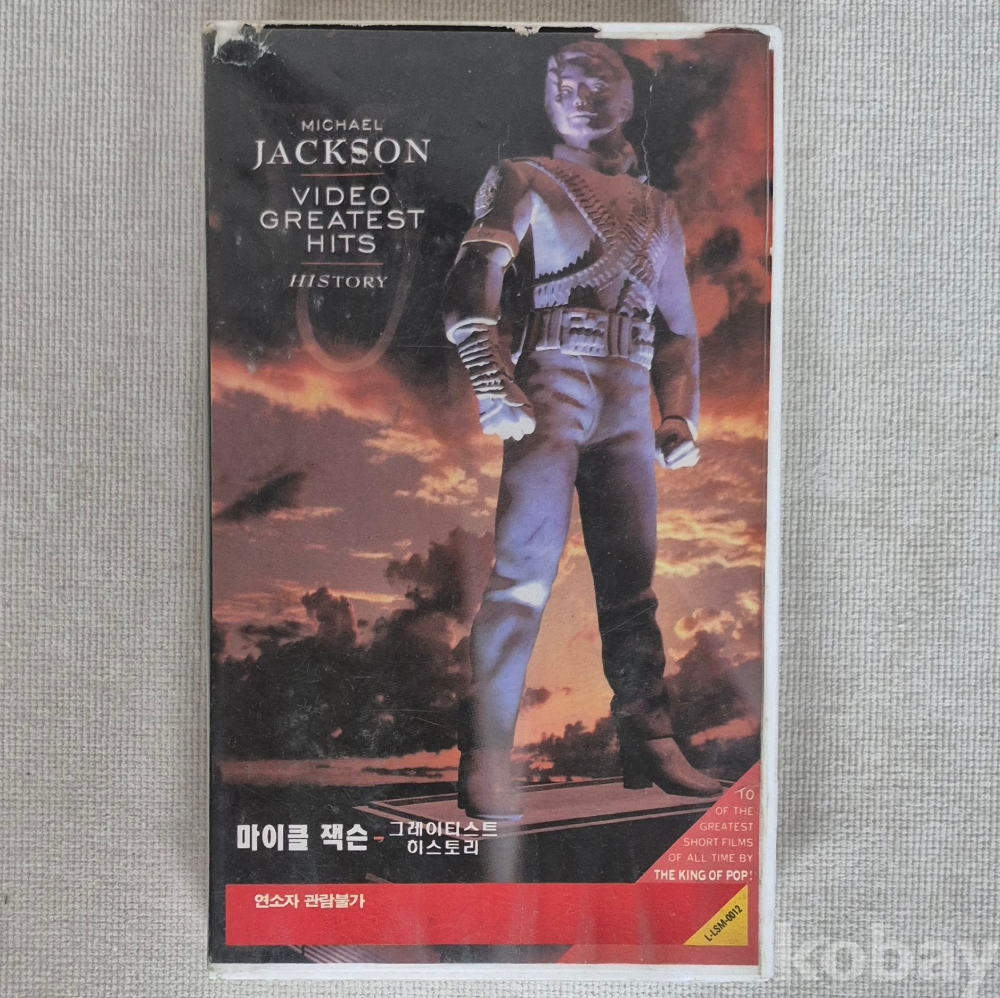 MICHAEL
JACKSON
VIDEO
GREATEST
HITS
HISTORY
마이클 잭슨 - 그레이티스트
히스토리
TO
OF THE
GREATEST
SHORT FILMS
OF ALL TIME BY
THE KING OF POP!
연소자 관람불가
L-LSM-0012
kobay